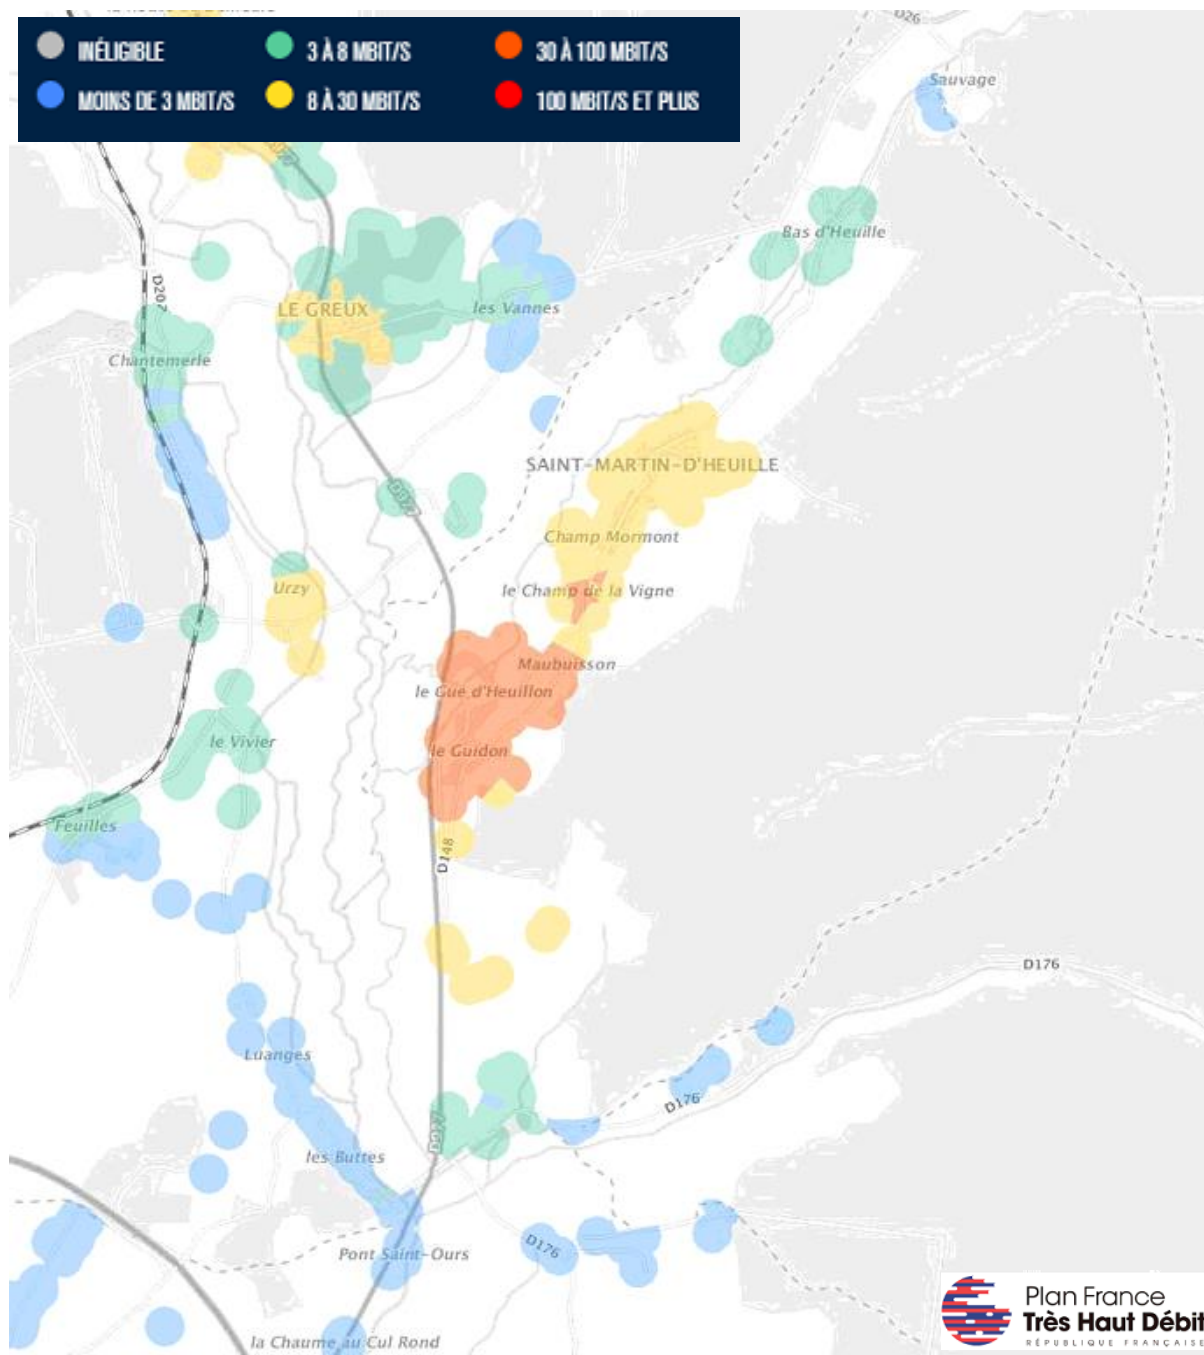 INÉLIGIBLE
3 À 8 MBIT/S
30 À 100 MBIT/S
MOINS DE 3 MBIT/S
8 À 30 MBIT/S
100 MBIT/S ET PLUS
D26
Sauvage
Bas d'Heuille
D207
LE GREUX
les Vannes
Chantemerle
SAINT-MARTIN-D'HEUILLE
D977
Champ Mormont
Urzy
le Champ de la Vigne
Maubuisson
le Gué d'Heuillon
le Vivier
le Guidon
Feuilles
D148
D176
Luanges
D176
D977
les Buttes
D176
Pont Saint-Ours
la Chaume au Cul Rond
Plan France
Très Haut Débit
RÉPUBLIQUE FRANÇAISE